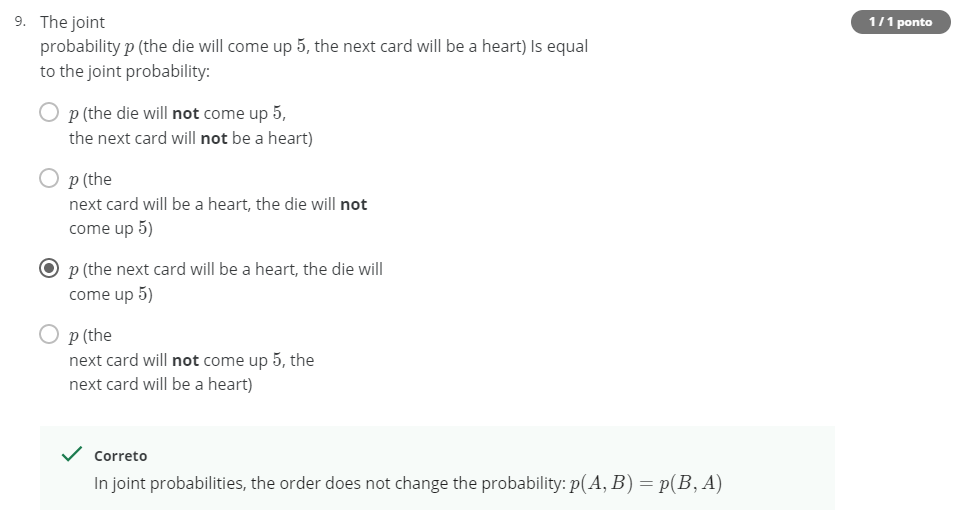 9. The joint 1 / 1 ponto
probability p (the die will come up 5, the next card will be a heart) Is equal
to the joint probability:
p (the die will not come up 5,
the next card will not be a heart)
p (the
next card will be a heart, the die will not
come up 5)
p (the next card will be a heart, the die will
come up 5)
p (the
next card will not come up 5, the
next card will be a heart)
Correto
In joint probabilities, the order does not change the probability: p(A, B) = p(B, A)